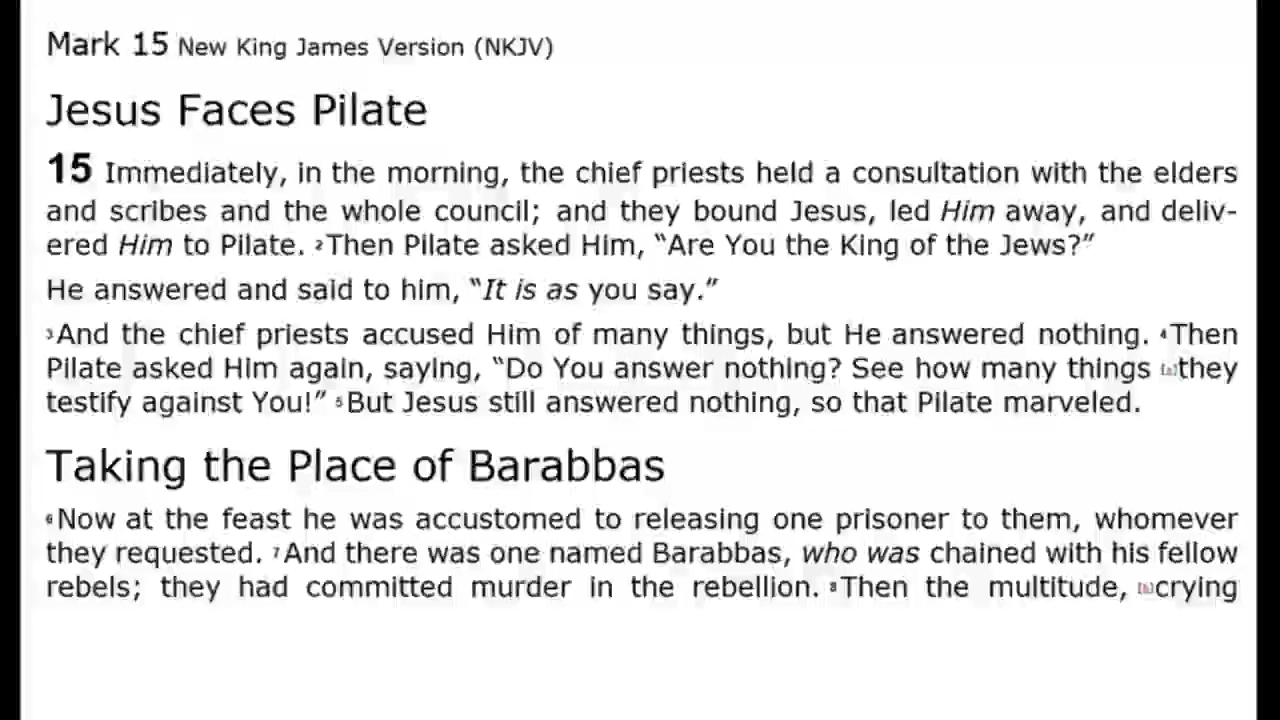 Mark 15 New King James Version (NKJV)
Jesus Faces Pilate
15 Immediately, in the morning, the chief priests held a consultation with the elders
and scribes and the whole council; and they bound Jesus, led Him away, and deliv-
ered Him to Pilate. 2 Then Pilate asked Him, “Are You the King of the Jews?”
He answered and said to him, “It is as you say.”
3 And the chief priests accused Him of many things, but He answered nothing. 4 Then
Pilate asked Him again, saying, “Do You answer nothing? See how many things [a]they
testify against You!” 5 But Jesus still answered nothing, so that Pilate marveled.
Taking the Place of Barabbas
6 Now at the feast he was accustomed to releasing one prisoner to them, whomever
they requested. 7 And there was one named Barabbas, who was chained with his fellow
rebels; they had committed murder in the rebellion. 8 Then the multitude, [b]crying